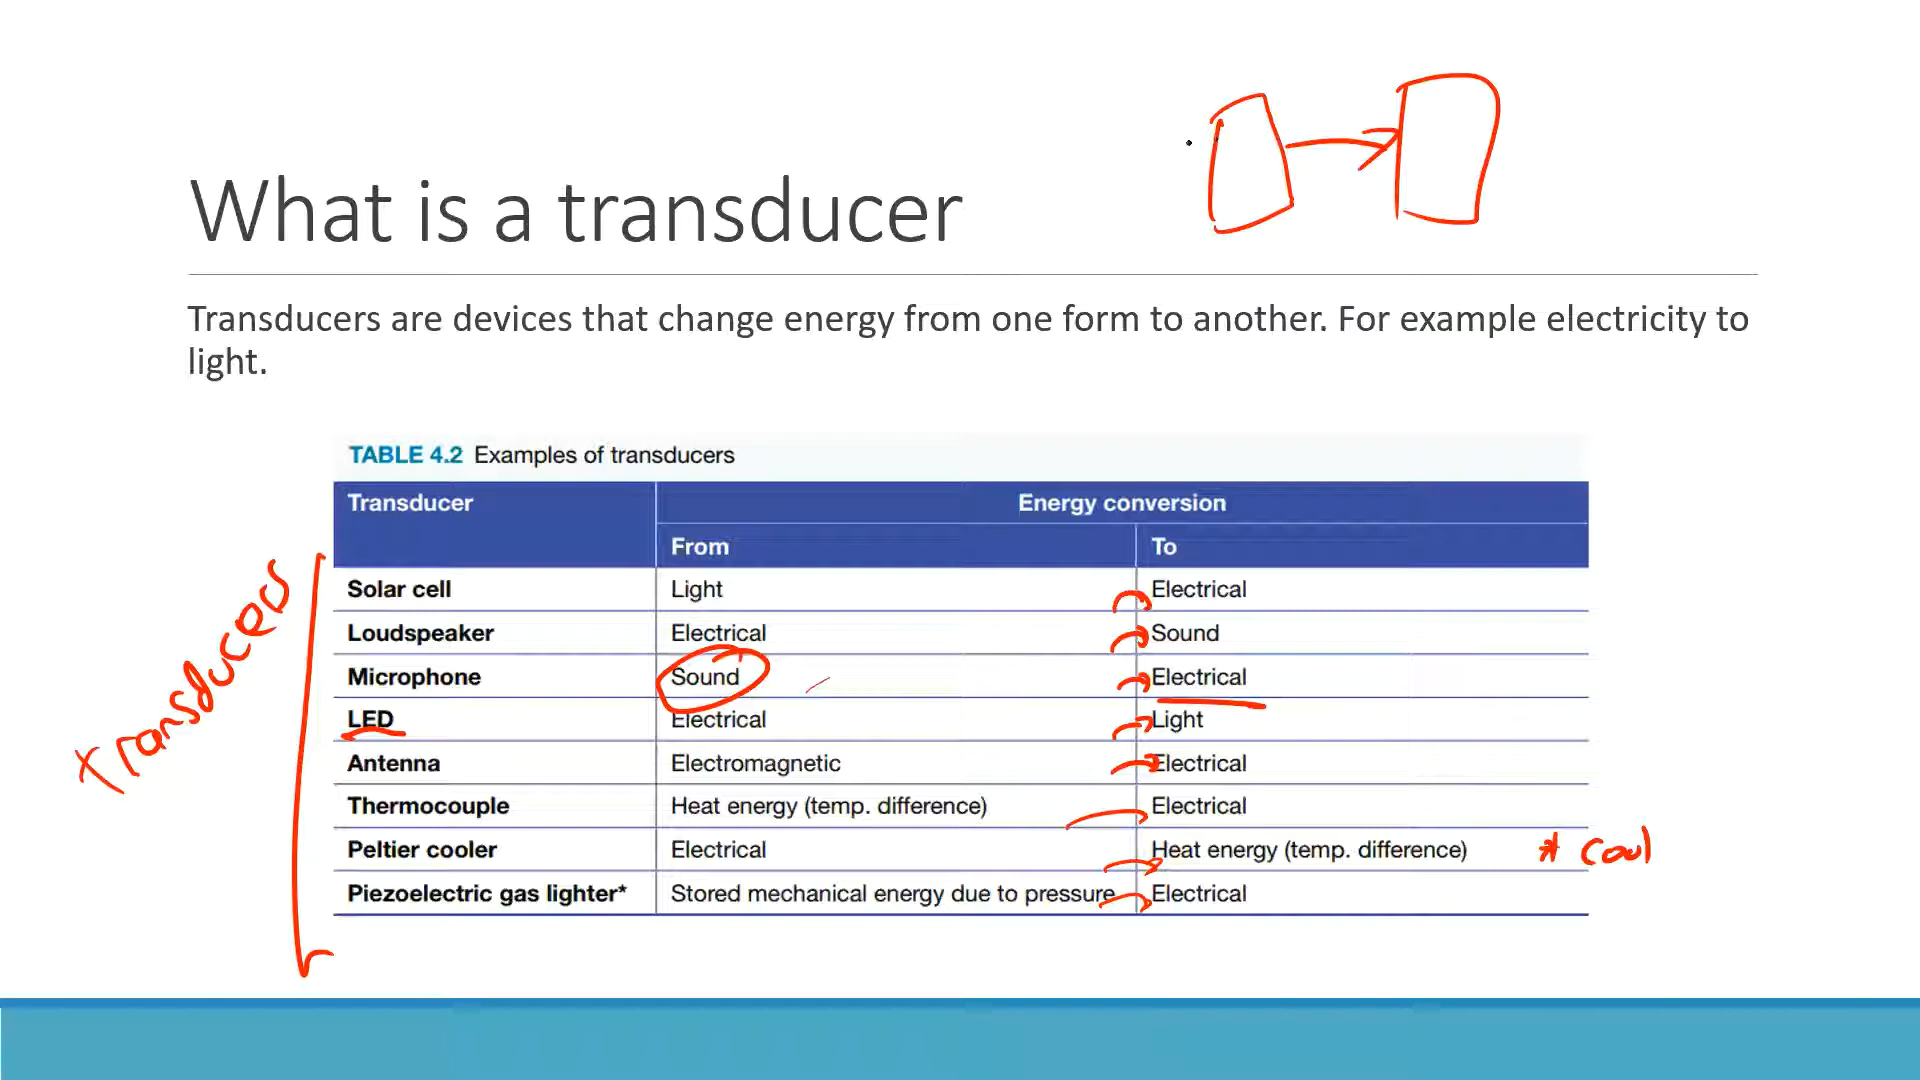 What is a transducer
Transducers are devices that change energy from one form to another. For example electricity to
light.
TABLE 4.2 Examples of transducers
Transducer Energy conversion
From To
Solar cell Light Electrical
Loudspeaker Electrical Sound
Microphone Sound Electrical
LED Electrical Light
Antenna Electromagnetic Electrical
Thermocouple Heat energy (temp. difference) Electrical
Peltier cooler Electrical Heat energy (temp. difference) * cool
Piezoelectric gas lighter* Stored mechanical energy due to pressure Electrical
transducers